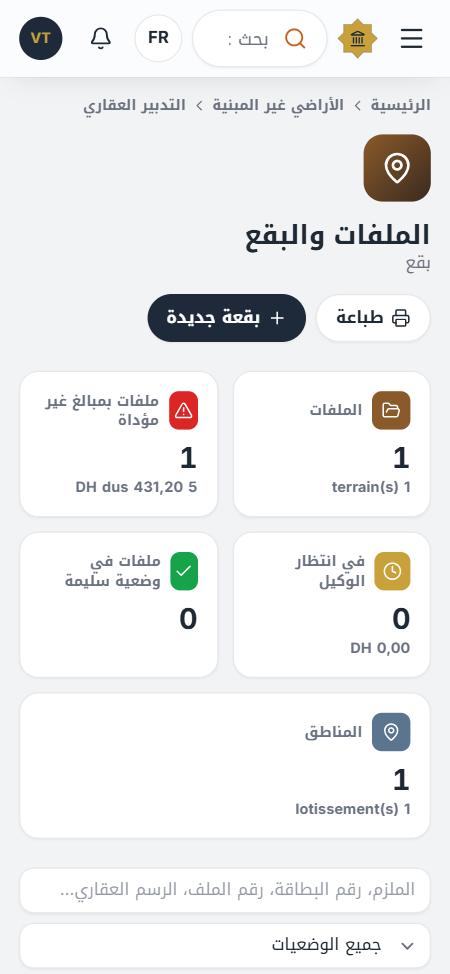 بحث :
FR
VT
الرئيسية > الأراضي غير المبنية > التدبير العقاري
الملفات والبقع
بقع
طباعة
+ بقعة جديدة
الملفات
1
1 terrain(s)
ملفات بمبالغ غير
مؤداة
1
5 431,20 DH dus
في انتظار
الوكيل
0
0,00 DH
ملفات في
وضعية سليمة
0
المناطق
1
1 lotissement(s)
الملزم، رقم البطاقة، رقم الملف، الرسم العقاري...
جميع الوضعيات